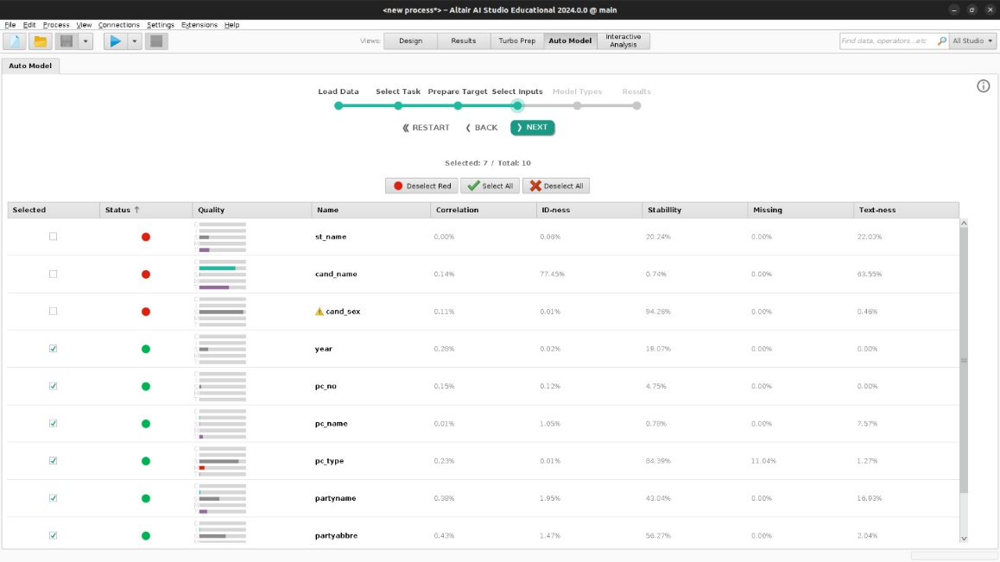 <new process*> – Altair AI Studio Educational 2024.0.0 @ main
File Edit Process View Connections Settings Extensions Help
Views: Design Results Turbo Prep Auto Model Interactive Analysis Find data, operators...etc All Studio
Auto Model
Load Data Select Task Prepare Target Select Inputs Model Types Results
RESTART BACK NEXT
Selected: 7 / Total: 10
Deselect Red Select All Deselect All
Selected Status Quality Name Correlation ID-ness Stabillity Missing Text-ness
st_name 0.00% 0.06% 20.24% 0.00% 22.03%
cand_name 0.14% 77.45% 0.74% 0.00% 63.55%
cand_sex 0.11% 0.01% 94.26% 0.00% 0.46%
year 0.28% 0.02% 19.07% 0.00% 0.00%
pc_no 0.15% 0.12% 4.75% 0.00% 0.00%
pc_name 0.01% 1.05% 0.78% 0.00% 7.57%
pc_type 0.23% 0.01% 84.39% 11.04% 1.27%
partyname 0.38% 1.95% 43.04% 0.00% 16.93%
partyabbre 0.43% 1.47% 56.27% 0.00% 2.04%